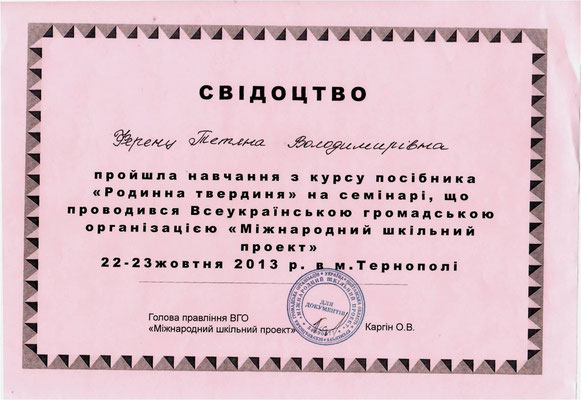 СВІДОЦТВО
Ференц Тетяна Володимирівна
пройшла навчання з курсу посібника
«Родинна твердиня» на семінарі, що
проводився Всеукраїнською громадською
організацією «Міжнародний шкільний
проект»
22-23жовтня 2013 р. в м.Тернополі
Голова правління ВГО
«Міжнародний шкільний проект»
Каргін О.В.
ДЛЯ
ДОКУМЕНТІВ